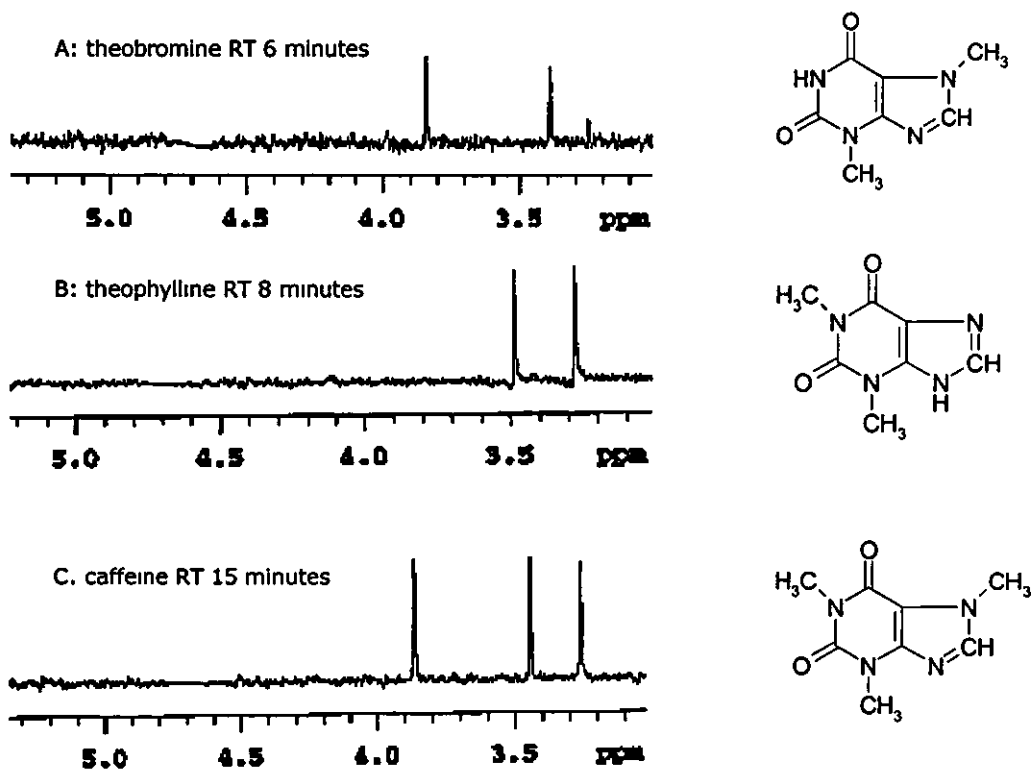 A: theobromine RT 6 minutes
5.0 4.5 4.0 3.5 ppm
O
HN
N
CH₃
O
N
N
CH
CH₃
B: theophylline RT 8 minutes
5.0 4.5 4.0 3.5 ppm
O
H₃C
N
N
O
N
N
H
CH
CH₃
C. caffeine RT 15 minutes
5.0 4.5 4.0 3.5 ppm
O
H₃C
N
N
CH₃
O
N
N
CH
CH₃